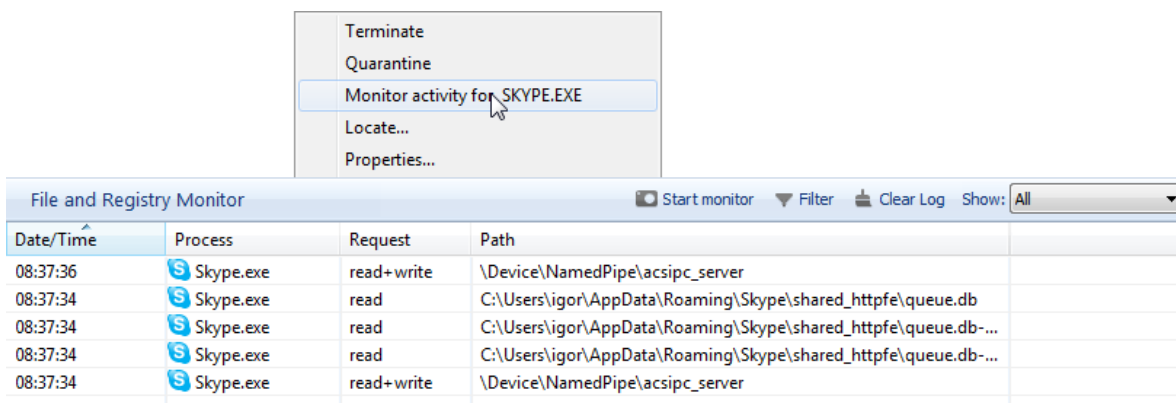 Terminate
Quarantine
Monitor activity for SKYPE.EXE
Locate...
Properties...
File and Registry Monitor Start monitor Filter Clear Log Show: All
Date/Time Process Request Path
08:37:36 Skype.exe read+write \Device\NamedPipe\acsipc_server
08:37:34 Skype.exe read C:\Users\igor\AppData\Roaming\Skype\shared_httpfe\queue.db
08:37:34 Skype.exe read C:\Users\igor\AppData\Roaming\Skype\shared_httpfe\queue.db-...
08:37:34 Skype.exe read C:\Users\igor\AppData\Roaming\Skype\shared_httpfe\queue.db-...
08:37:34 Skype.exe read+write \Device\NamedPipe\acsipc_server